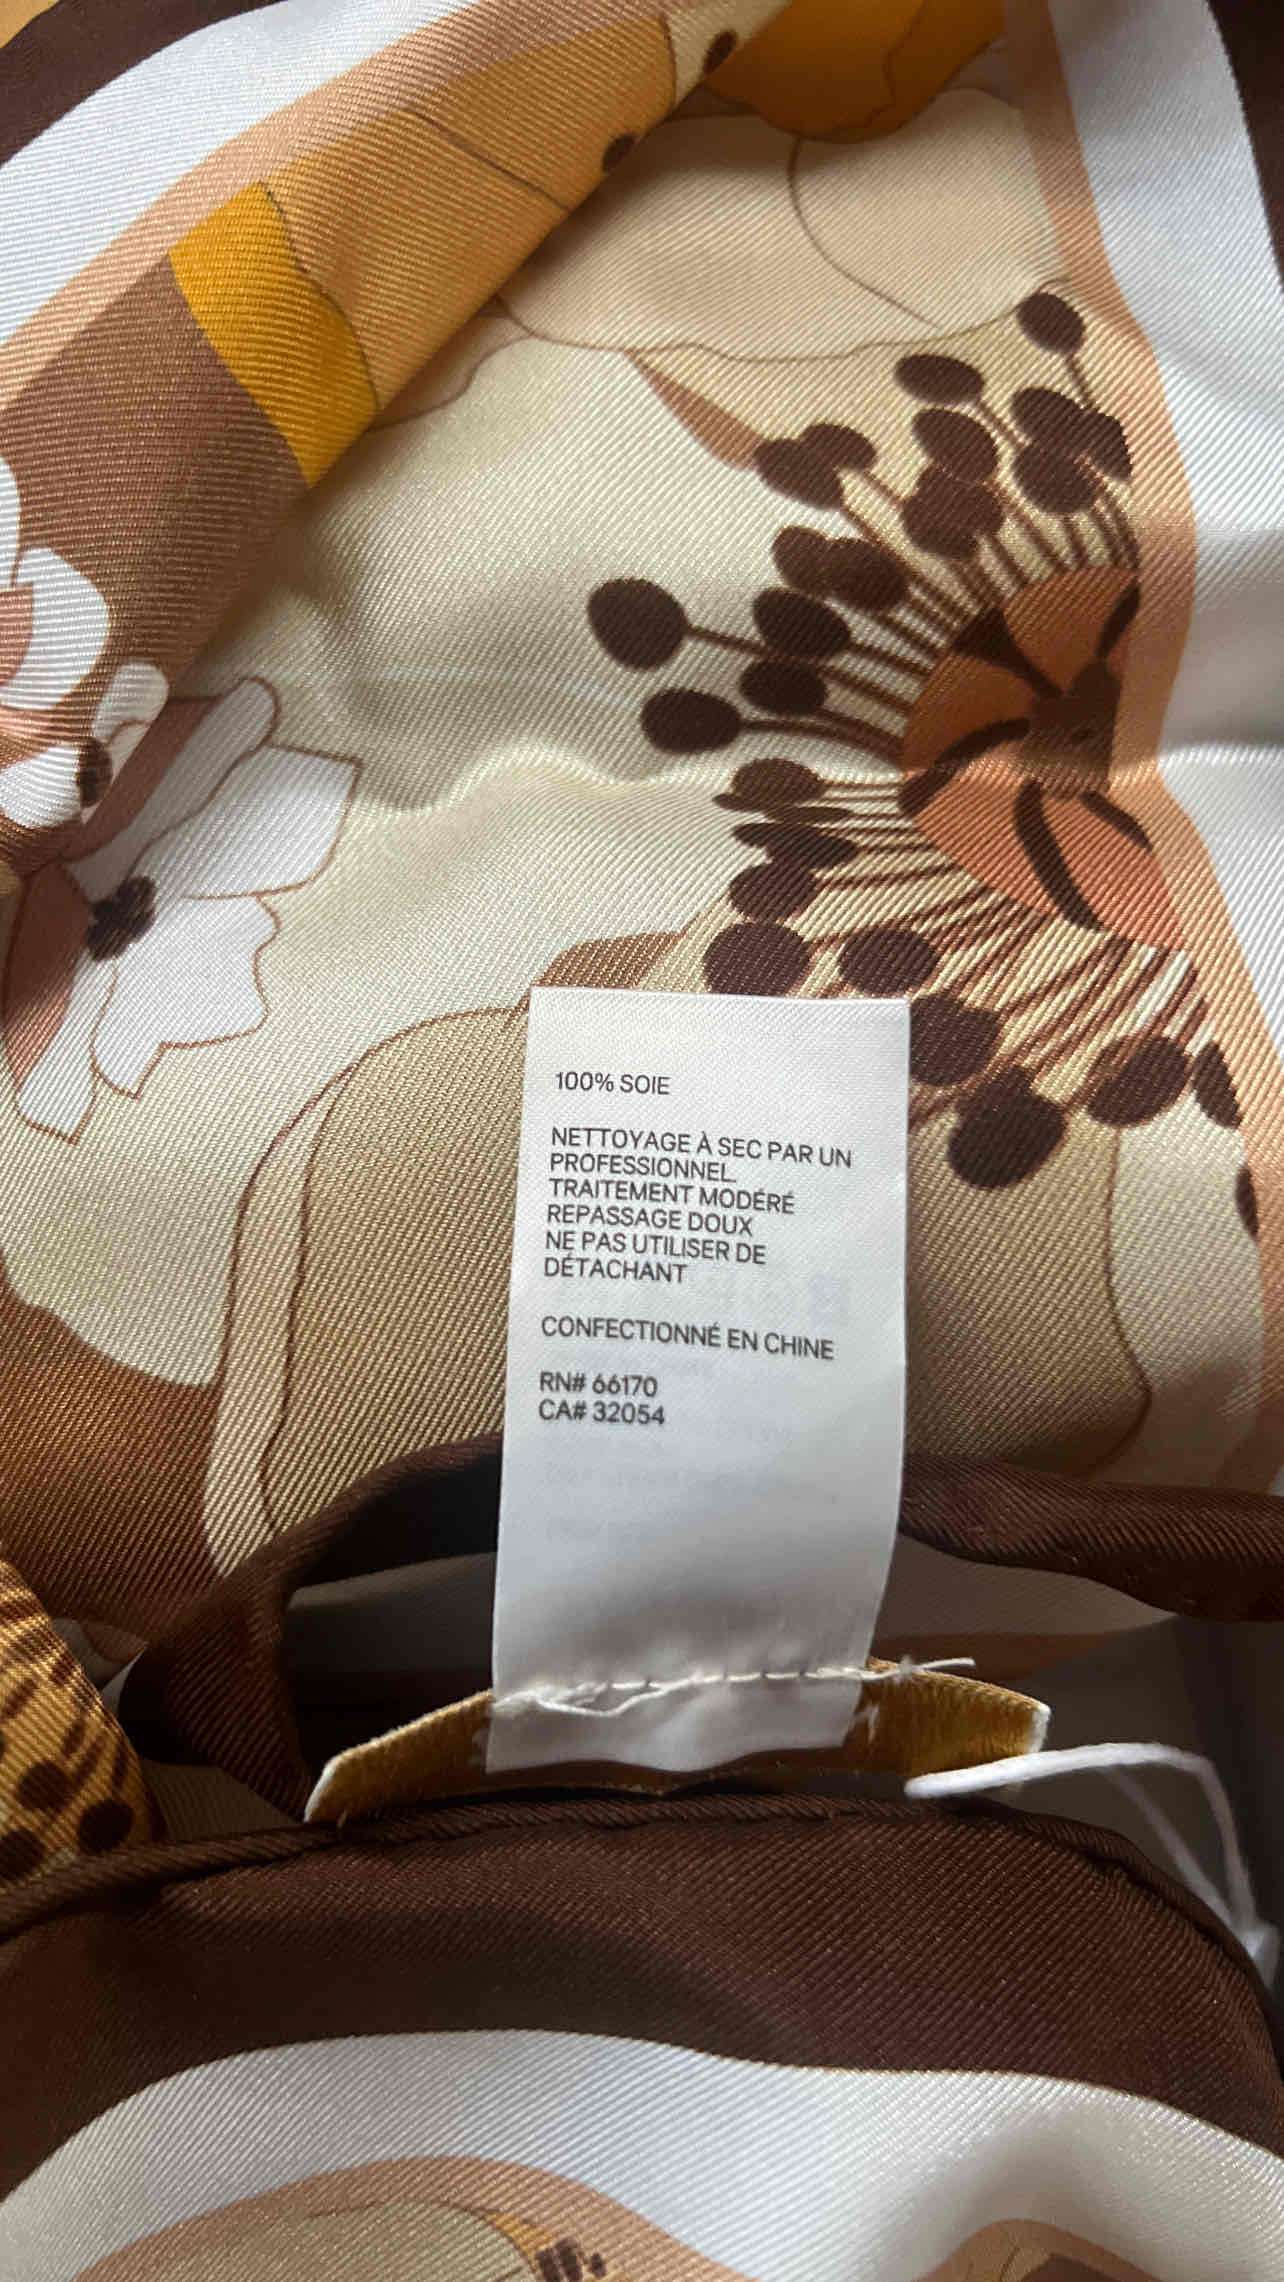 100% SOIE
NETTOYAGE À SEC PAR UN
PROFESSIONNEL.
TRAITEMENT MODÉRÉ
REPASSAGE DOUX
NE PAS UTILISER DE
DÉTACHANT
CONFECTIONNÉ EN CHINE
RN# 66170
CA# 32054